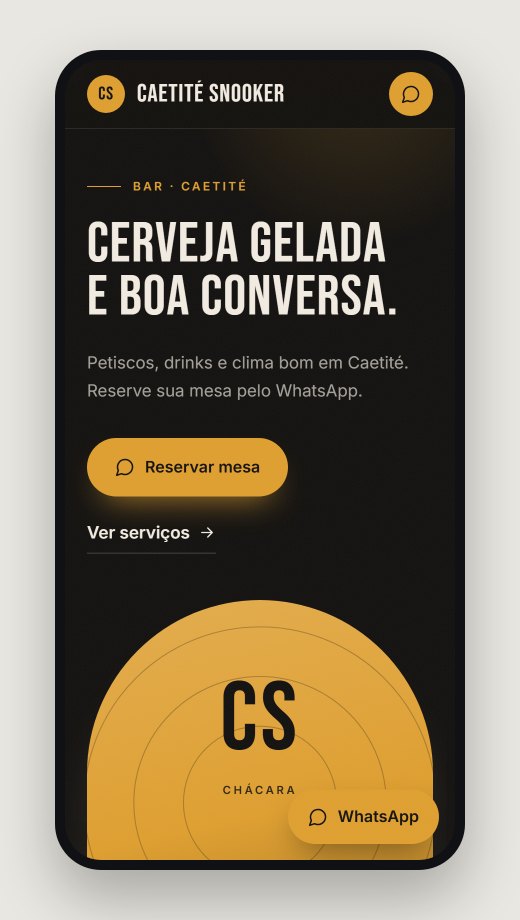 CS CAETITÉ SNOOKER
BAR · CAETITÉ
CERVEJA GELADA
E BOA CONVERSA.
Petiscos, drinks e clima bom em Caetité.
Reserve sua mesa pelo WhatsApp.
Reservar mesa
Ver serviços →
CS
CHÁCARA
WhatsApp